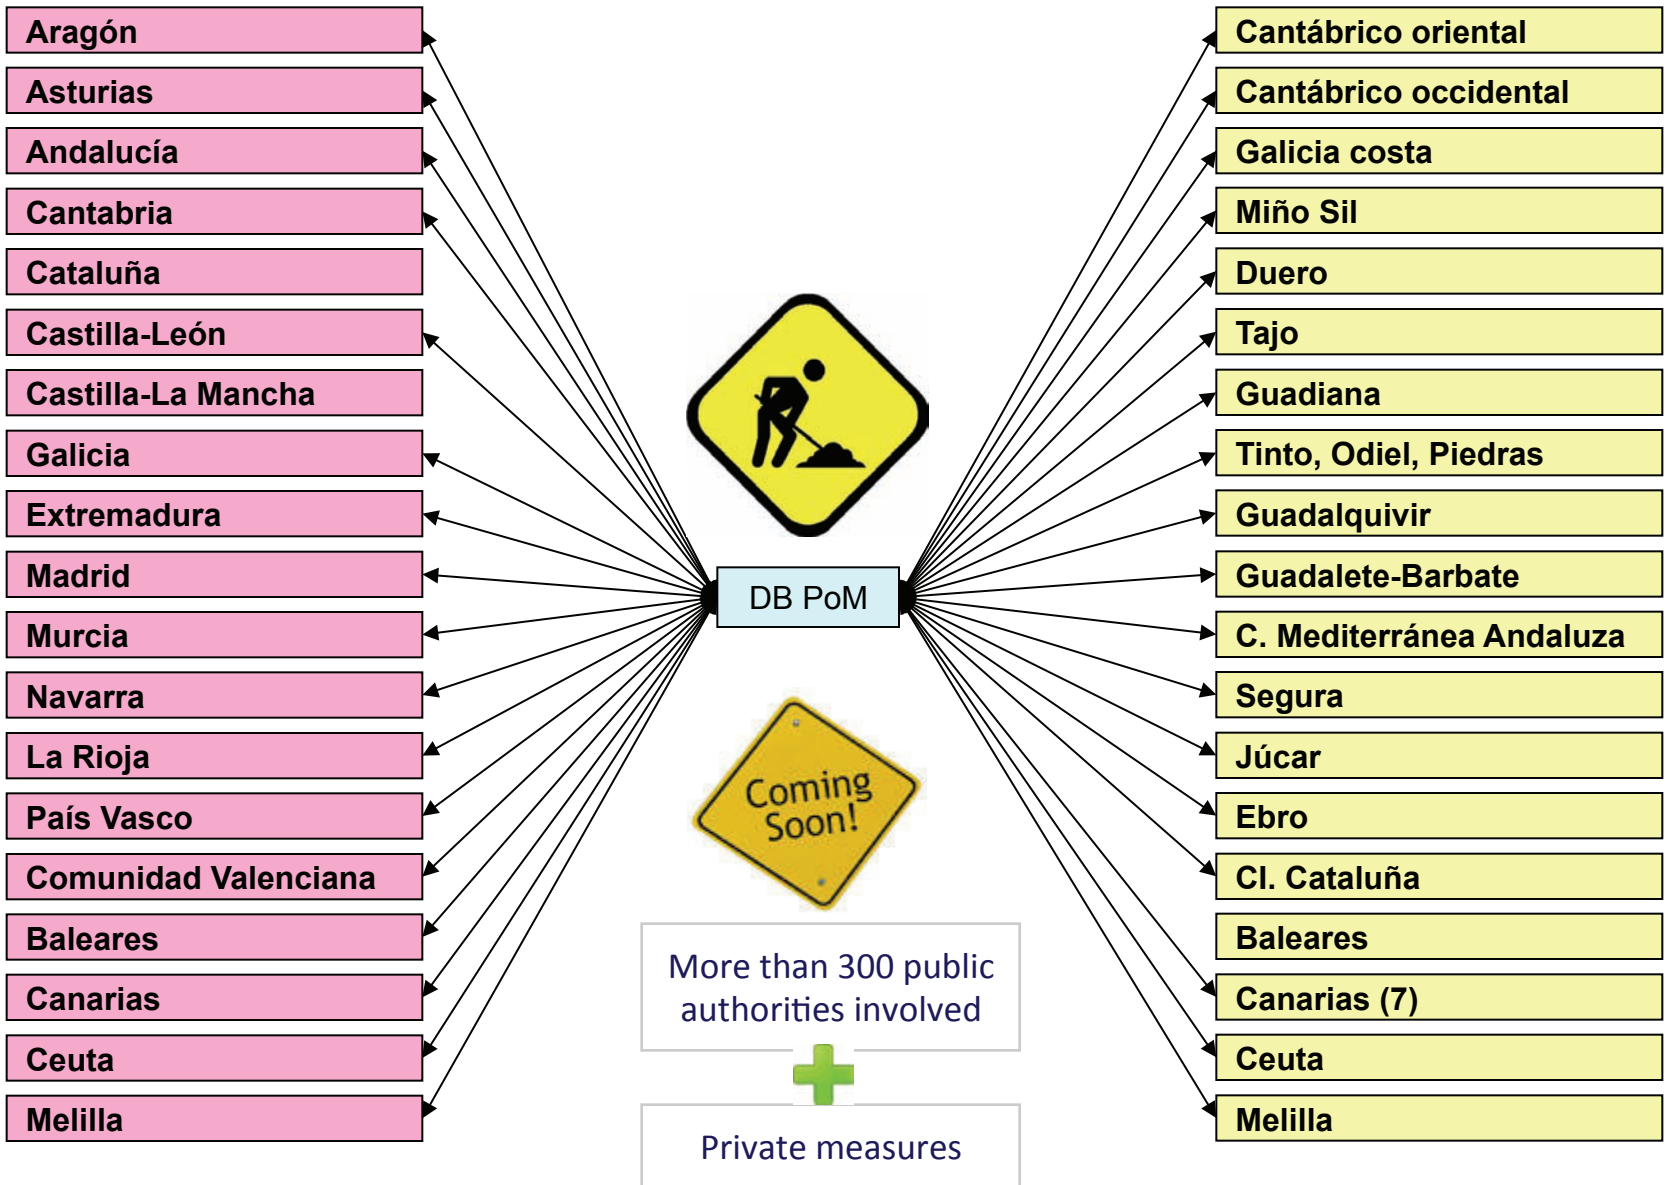 Aragón
Asturias
Andalucía
Cantabria
Cataluña
Castilla-León
Castilla-La Mancha
Galicia
Extremadura
Madrid
Murcia
Navarra
La Rioja
País Vasco
Comunidad Valenciana
Baleares
Canarias
Ceuta
Melilla
DB PoM
Coming
Soon!
More than 300 public
authorities involved
Private measures
Cantábrico oriental
Cantábrico occidental
Galicia costa
Miño Sil
Duero
Tajo
Guadiana
Tinto, Odiel, Piedras
Guadalquivir
Guadalete-Barbate
C. Mediterránea Andaluza
Segura
Júcar
Ebro
CI. Cataluña
Baleares
Canarias (7)
Ceuta
Melilla